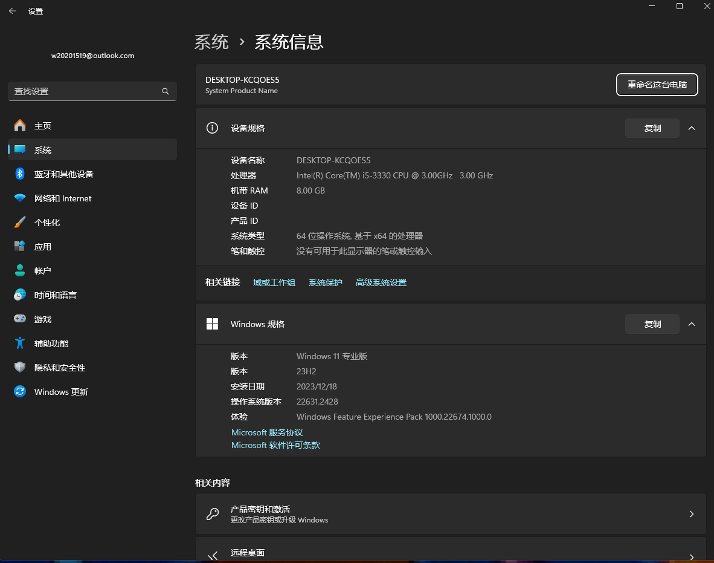 设置
w20201519@outlook.com
查找设置
主页
系统
蓝牙和其他设备
网络和 Internet
个性化
应用
帐户
时间和语言
游戏
辅助功能
隐私和安全性
Windows 更新
系统 › 系统信息
DESKTOP-KCQOES5
System Product Name
重命名这台电脑
设备规格
复制
设备名称 DESKTOP-KCQOES5
处理器 Intel(R) Core(TM) i5-3330 CPU @ 3.00GHz 3.00 GHz
机带 RAM 8.00 GB
设备 ID
产品 ID
系统类型 64 位操作系统, 基于 x64 的处理器
笔和触控 没有可用于此显示器的笔或触控输入
相关链接 域或工作组 系统保护 高级系统设置
Windows 规格
复制
版本 Windows 11 专业版
版本 23H2
安装日期 2023/12/18
操作系统版本 22631.2428
体验 Windows Feature Experience Pack 1000.22674.1000.0
Microsoft 服务协议
Microsoft 软件许可条款
相关内容
产品密钥和激活
更改产品密钥或升级 Windows
远程桌面